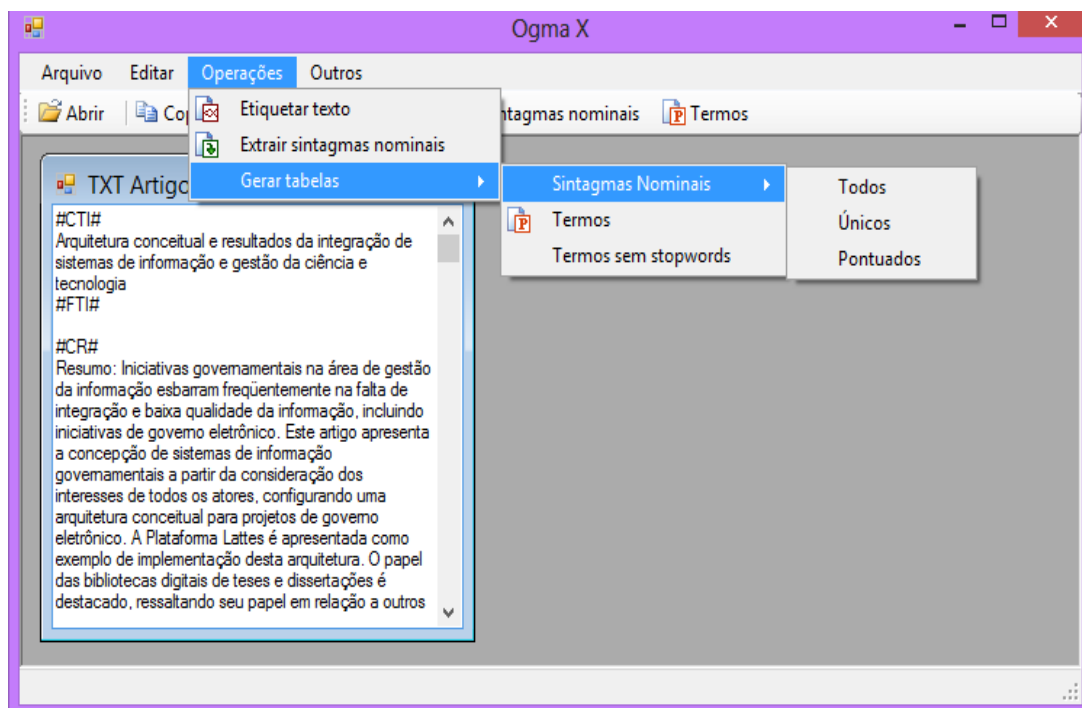 Ogma X
Arquivo Editar Operações Outros
Abrir Co ntagmas nominais Termos
Etiquetar texto
Extrair sintagmas nominais
Gerar tabelas
Sintagmas Nominais
Termos
Termos sem stopwords
Todos
Únicos
Pontuados
TXT Artigo
#CTI#
Arquitetura conceitual e resultados da integração de
sistemas de informação e gestão da ciência e
tecnologia
#FTI#
#CR#
Resumo: Iniciativas governamentais na área de gestão
da informação esbarram freqüentemente na falta de
integração e baixa qualidade da informação, incluindo
iniciativas de governo eletrônico. Este artigo apresenta
a concepção de sistemas de informação
governamentais a partir da consideração dos
interesses de todos os atores, configurando uma
arquitetura conceitual para projetos de governo
eletrônico. A Plataforma Lattes é apresentada como
exemplo de implementação desta arquitetura. O papel
das bibliotecas digitais de teses e dissertações é
destacado, ressaltando seu papel em relação a outros